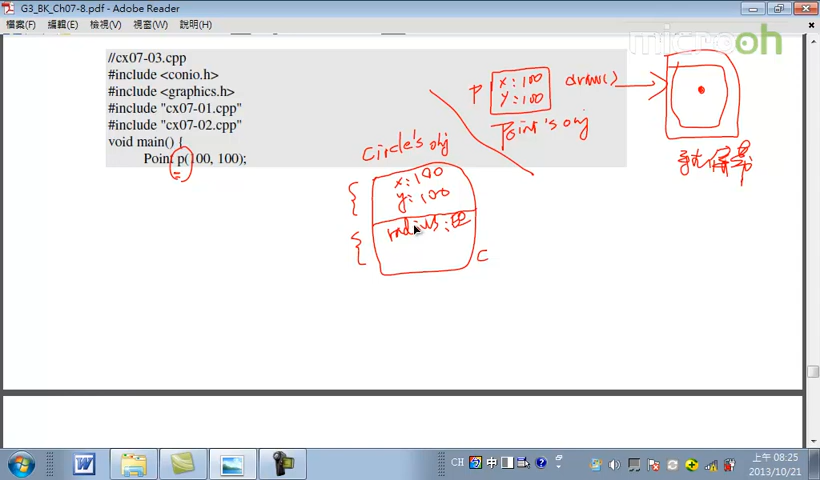 G3_BK_Ch07-8.pdf - Adobe Reader
檔案(F) 編輯(E) 檢視(V) 視窗(W) 說明(H)
microoh
//cx07-03.cpp
#include <conio.h>
#include <graphics.h>
#include "cx07-01.cpp"
#include "cx07-02.cpp"
void main() {
Point p(100, 100);
P
x: 100
y: 100
draw()
Point's obj
Circle's obj
x: 100
y: 100
radius:
C
CH 中
上午 08:25
2013/10/21